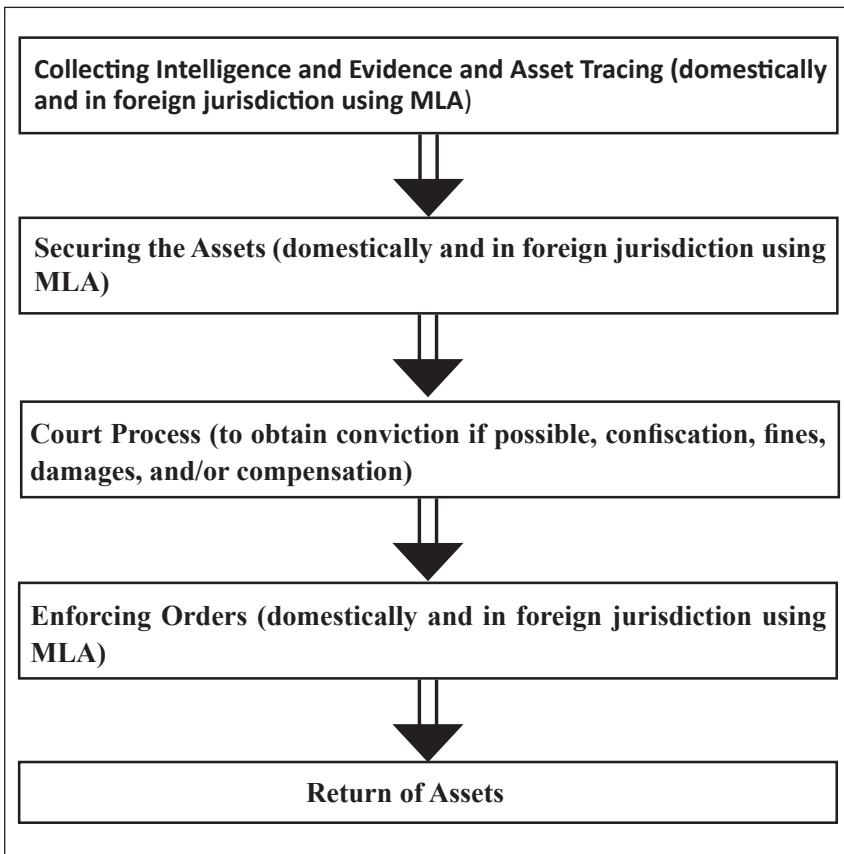 Collecting Intelligence and Evidence and Asset Tracing (domestically
and in foreign jurisdiction using MLA)
Securing the Assets (domestically and in foreign jurisdiction using
MLA)
Court Process (to obtain conviction if possible, confiscation, fines,
damages, and/or compensation)
Enforcing Orders (domestically and in foreign jurisdiction using
MLA)
Return of Assets